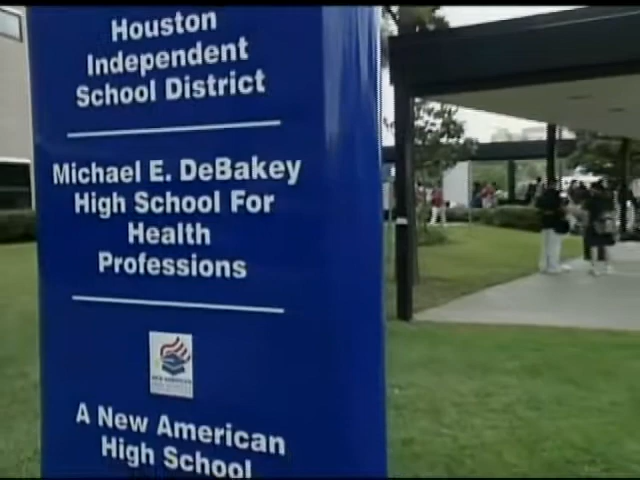 Houston
Independent
School District
Michael E. DeBakey
High School For
Health
Professions
A New American
High School